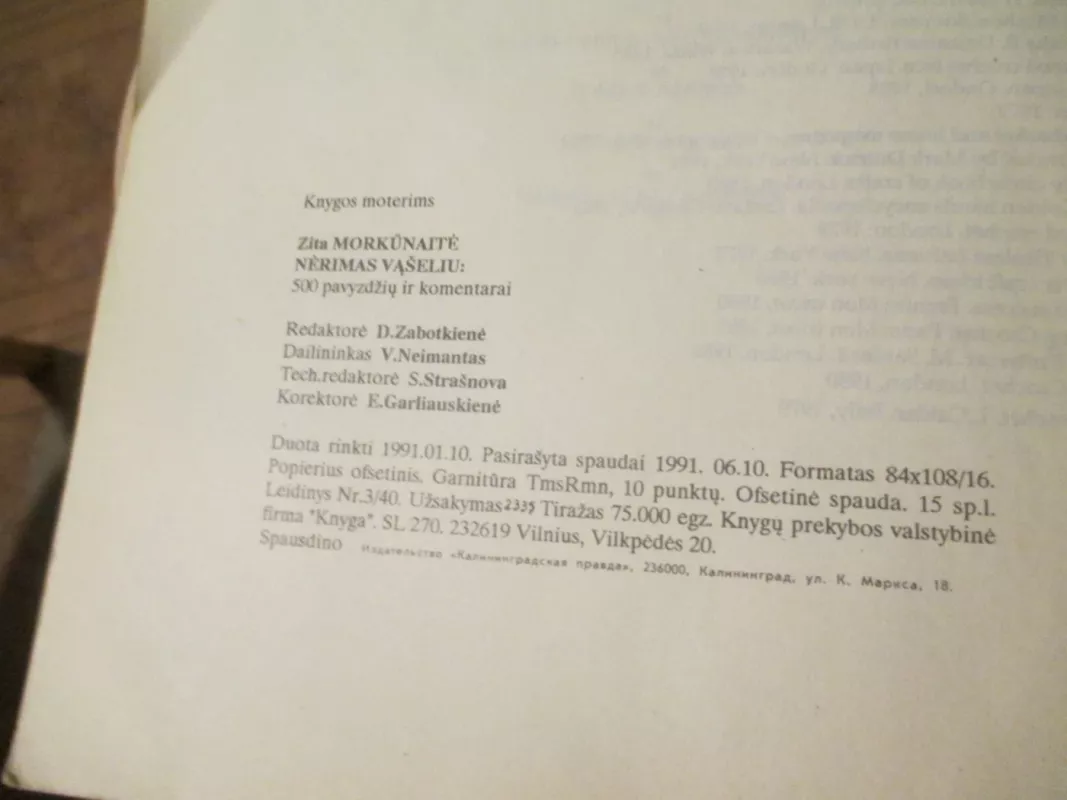 Knygos moterims
Zita MORKŪNAITĖ
NĖRIMAS VĄŠELIU:
500 pavyzdžių ir komentarai
Redaktorė D.Zabotkienė
Dailininkas V.Neimantas
Tech.redaktorė S.Strašnova
Korektorė E.Garliauskienė
Duota rinkti 1991.01.10. Pasirašyta spaudai 1991. 06.10. Formatas 84x108/16.
Popierius ofsetinis. Garnitūra TmsRmn, 10 punktų. Ofsetinė spauda. 15 sp.l.
Leidinys Nr.3/40. Užsakymas 2335 Tiražas 75.000 egz. Knygų prekybos valstybinė
firma "Knyga". SL 270. 232619 Vilnius, Vilkpėdės 20.
Spausdino Издательство «Калининградская правда», 236000, Калининград, ул. К. Маркса, 18.